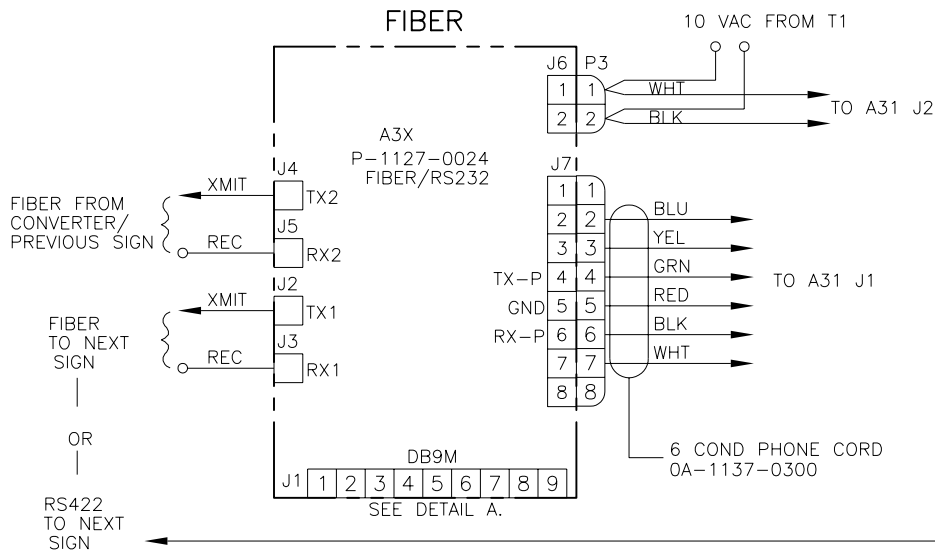 FIBER
10 VAC FROM T1
J6 P3
1 1 WHT
2 2 BLK
TO A31 J2
A3X
P-1127-0024
FIBER/RS232
J7
J4
XMIT
TX2
FIBER FROM
CONVERTER/
PREVIOUS SIGN
J5
REC
RX2
J2
XMIT
TX1
FIBER
TO NEXT
SIGN
J3
REC
RX1
1 1
2 2 BLU
3 3 YEL
TX-P 4 4 GRN
GND 5 5 RED
RX-P 6 6 BLK
7 7 WHT
8 8
TO A31 J1
6 COND PHONE CORD
0A-1137-0300
OR
DB9M
J1 1 2 3 4 5 6 7 8 9
SEE DETAIL A.
RS422
TO NEXT
SIGN